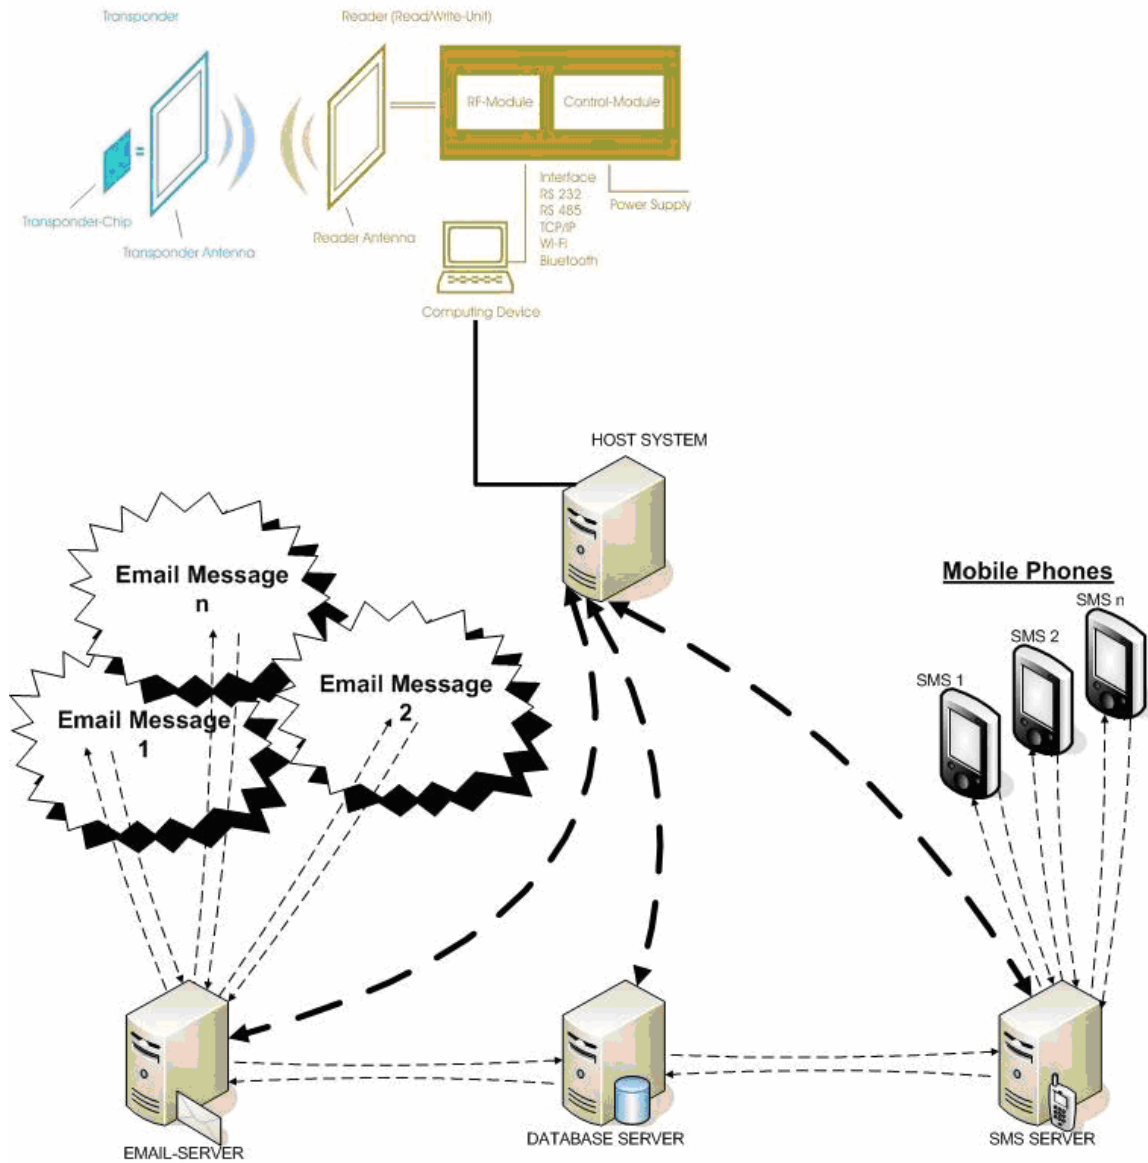 Transponder
Reader (Read/Write-Unit)
RF-Module
Control-Module
Interface
RS 232
RS 485
TCP/IP
Wi-Fi
Bluetooth
Power Supply
Transponder-Chip
Transponder Antenna
Reader Antenna
Computing Device
HOST SYSTEM
Email Message
n
Email Message
2
Email Message
1
Mobile Phones
SMS n
SMS 2
SMS 1
EMAIL-SERVER
DATABASE SERVER
SMS SERVER